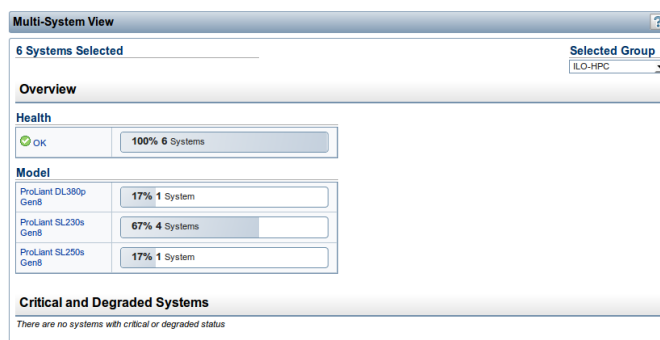 Multi-System View
?
6 Systems Selected
Selected Group
ILO-HPC
Overview
Health
OK
100% 6 Systems
Model
ProLiant DL380p
Gen8
17% 1 System
ProLiant SL230s
Gen8
67% 4 Systems
ProLiant SL250s
Gen8
17% 1 System
Critical and Degraded Systems
There are no systems with critical or degraded status